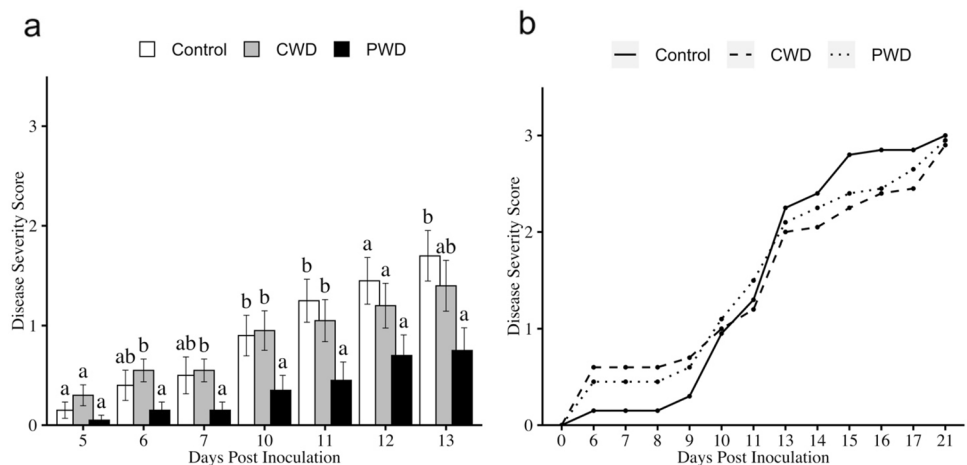 a
Control CWD PWD
Disease Severity Score
3
2
1
0
a a a
ab b a
ab b a
b b a
b b a
a a a
b ab a
5 6 7 10 11 12 13
Days Post Inoculation
b
Control CWD PWD
Disease Severity Score
3
2
1
0
0 6 7 8 9 10 11 13 14 15 16 17 21
Days Post Inoculation